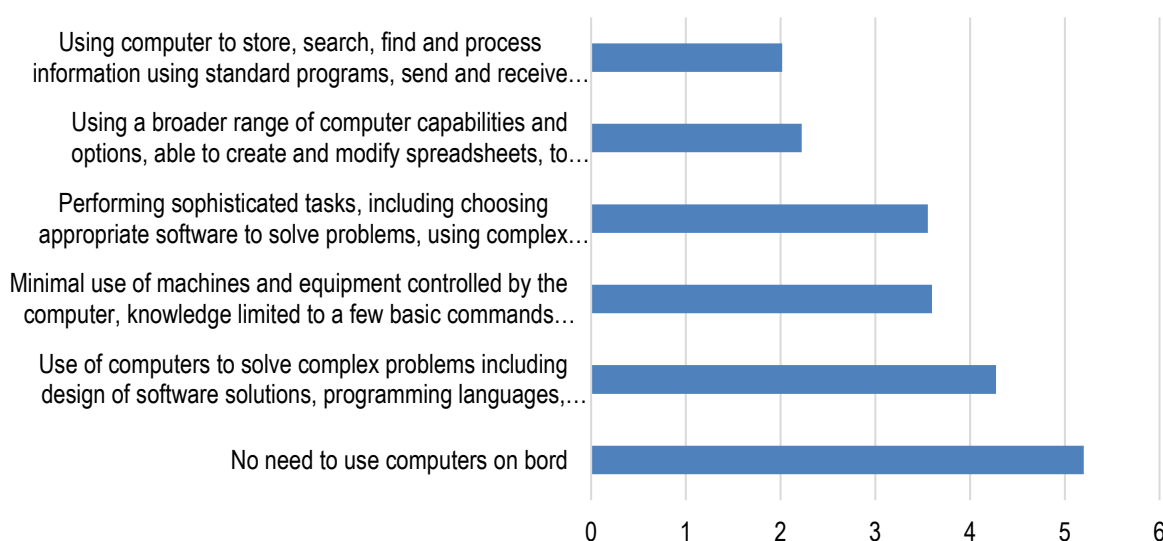 Using computer to store, search, find and process
information using standard programs, send and receive…
Using a broader range of computer capabilities and
options, able to create and modify spreadsheets, to…
Performing sophisticated tasks, including choosing
appropriate software to solve problems, using complex…
Minimal use of machines and equipment controlled by the
computer, knowledge limited to a few basic commands…
Use of computers to solve complex problems including
design of software solutions, programming languages,…
No need to use computers on bord
0 1 2 3 4 5 6